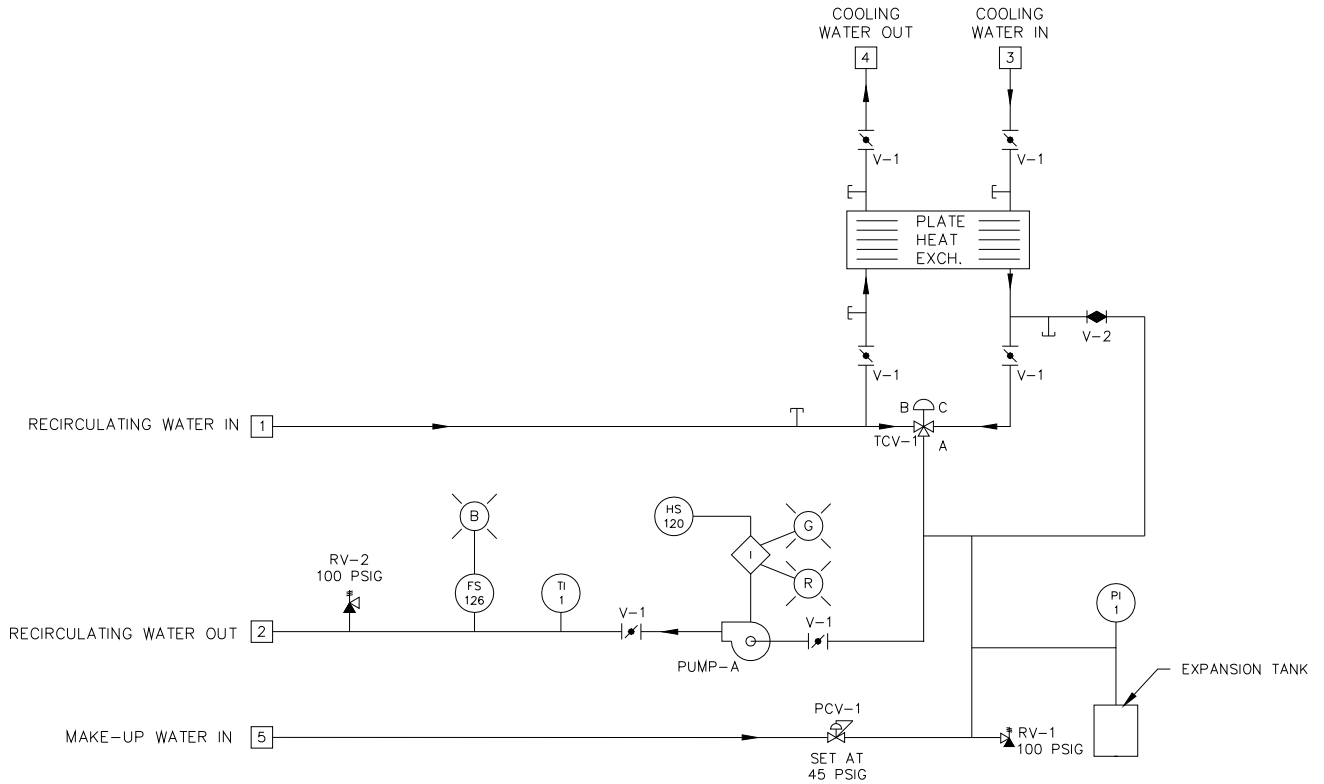 COOLING
WATER OUT
COOLING
WATER IN
4
3
V-1
V-1
PLATE
HEAT
EXCH.
V-2
V-1
V-1
RECIRCULATING WATER IN
1
B
C
TCV-1
A
HS
120
G
B
I
RV-2
100 PSIG
FS
126
TI
1
R
PI
1
V-1
V-1
RECIRCULATING WATER OUT
2
PUMP-A
EXPANSION TANK
PCV-1
MAKE-UP WATER IN
5
RV-1
100 PSIG
SET AT
45 PSIG